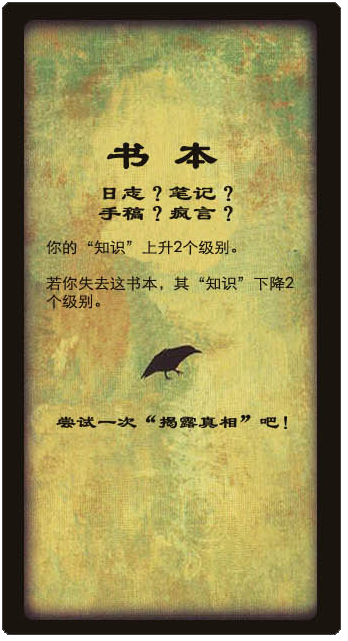 书 本
日志？笔记？
手稿？疯言？
你的“知识”上升2个级别。
若你失去这书本，其“知识”下降2
个级别。
尝试一次“揭露真相”吧！